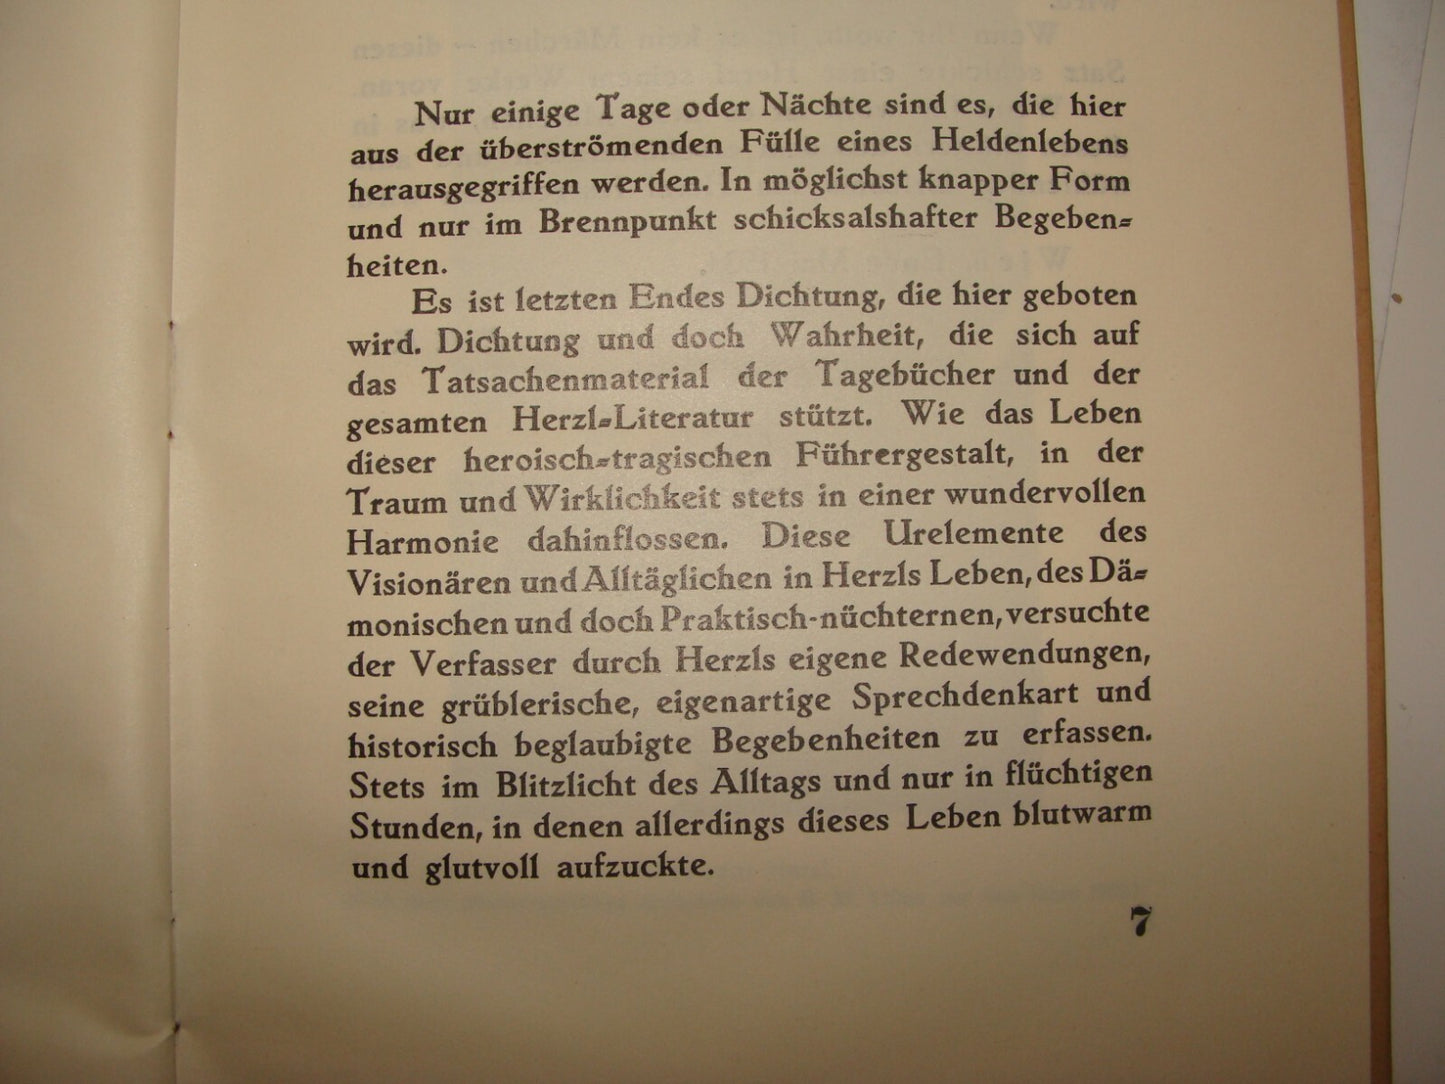 Nur einige Tage oder Nächte sind es, die hier
aus der überströmenden Fülle eines Heldenlebens
herausgegriffen werden. In möglichst knapper Form
und nur im Brennpunkt schicksalshafter Begeben-
heiten.
Es ist letzten Endes Dichtung, die hier geboten
wird. Dichtung und doch Wahrheit, die sich auf
das Tatsachenmaterial der Tagebücher und der
gesamten Herzl-Literatur stützt. Wie das Leben
dieser heroisch-tragischen Führergestalt, in der
Traum und Wirklichkeit stets in einer wundervollen
Harmonie dahinflossen. Diese Urelemente des
Visionären und Alltäglichen in Herzls Leben, des Dä-
monischen und doch Praktisch-nüchternen, versuchte
der Verfasser durch Herzls eigene Redewendungen,
seine grüblerische, eigenartige Sprechdenkart und
historisch beglaubigte Begebenheiten zu erfassen.
Stets im Blitzlicht des Alltags und nur in flüchtigen
Stunden, in denen allerdings dieses Leben blutwarm
und glutvoll aufzuckte.
7